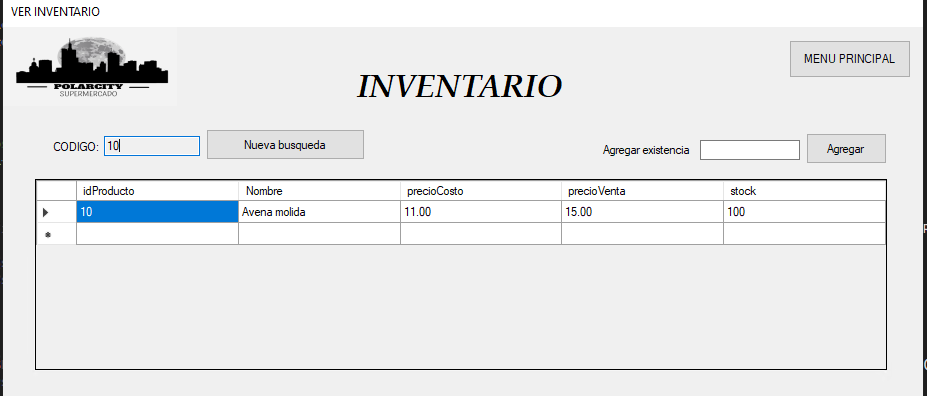 VER INVENTARIO
POLARCITY
SUPERMERCADO
INVENTARIO
MENU PRINCIPAL
CODIGO: 10 Nueva busqueda
Agregar existencia Agregar
idProducto Nombre precioCosto precioVenta stock
10 Avena molida 11.00 15.00 100